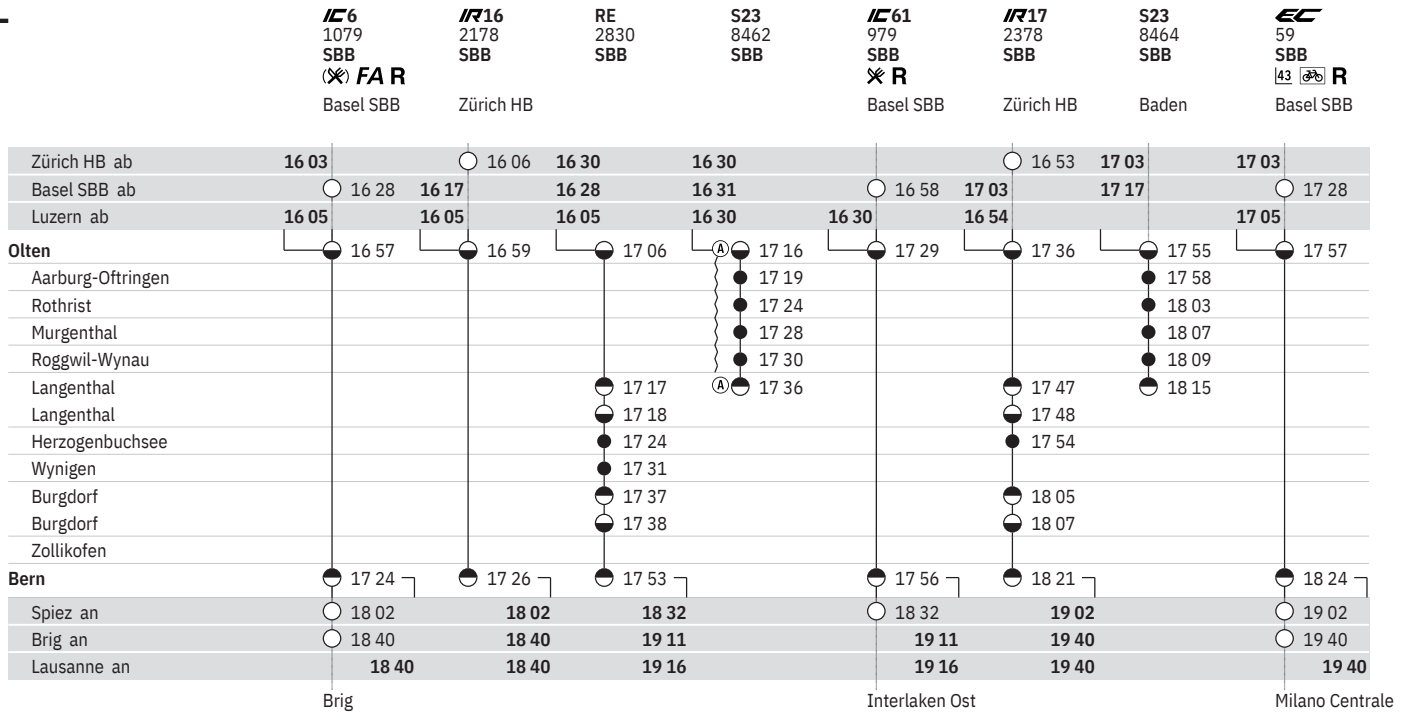 IC6 IR16 RE S23 IC61 IR17 S23 EC
1079 2178 2830 8462 979 2378 8464 59
SBB SBB SBB SBB SBB SBB SBB SBB
FA R R 43 R
Basel SBB Zürich HB Basel SBB Zürich HB Baden Basel SBB
Zürich HB ab 16 03 16 06 16 30 16 30 16 53 17 03 17 03
Basel SBB ab 16 28 16 17 16 28 16 31 16 58 17 03 17 17 17 28
Luzern ab 16 05 16 05 16 05 16 30 16 30 16 54 17 05
Olten 16 57 16 59 17 06 A 17 16 17 29 17 36 17 55 17 57
Aarburg-Oftringen 17 19 17 58
Rothrist 17 24 18 03
Murgenthal 17 28 18 07
Roggwil-Wynau 17 30 18 09
Langenthal 17 17 A 17 36 17 47 18 15
Langenthal 17 18 17 48
Herzogenbuchsee 17 24 17 54
Wynigen 17 31
Burgdorf 17 37 18 05
Burgdorf 17 38 18 07
Zollikofen
Bern 17 24 17 26 17 53 17 56 18 21 18 24
Spiez an 18 02 18 02 18 32 18 32 19 02 19 02
Brig an 18 40 18 40 19 11 19 11 19 40 19 40
Lausanne an 18 40 18 40 19 16 19 16 19 40 19 40
Brig Interlaken Ost Milano Centrale